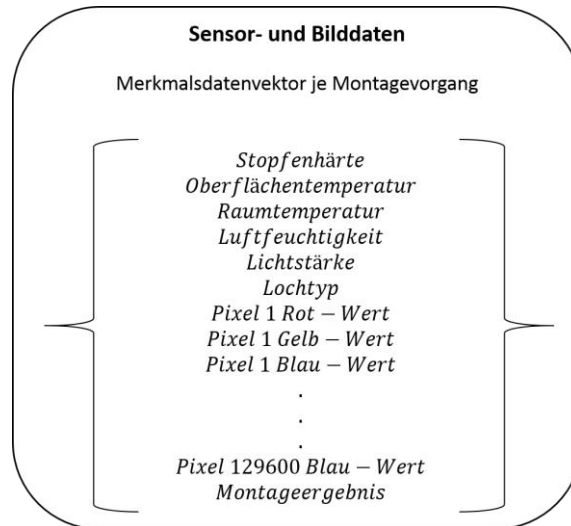 Sensor- und Bilddaten
Merkmalsdatenvektor je Montagevorgang
Stopfenhärte
Oberflächentemperatur
Raumtemperatur
Luftfeuchtigkeit
Lichtstärke
Lochtyp
Pixel 1 Rot − Wert
Pixel 1 Gelb − Wert
Pixel 1 Blau − Wert
.
.
.
Pixel 129600 Blau − Wert
Montageergebnis